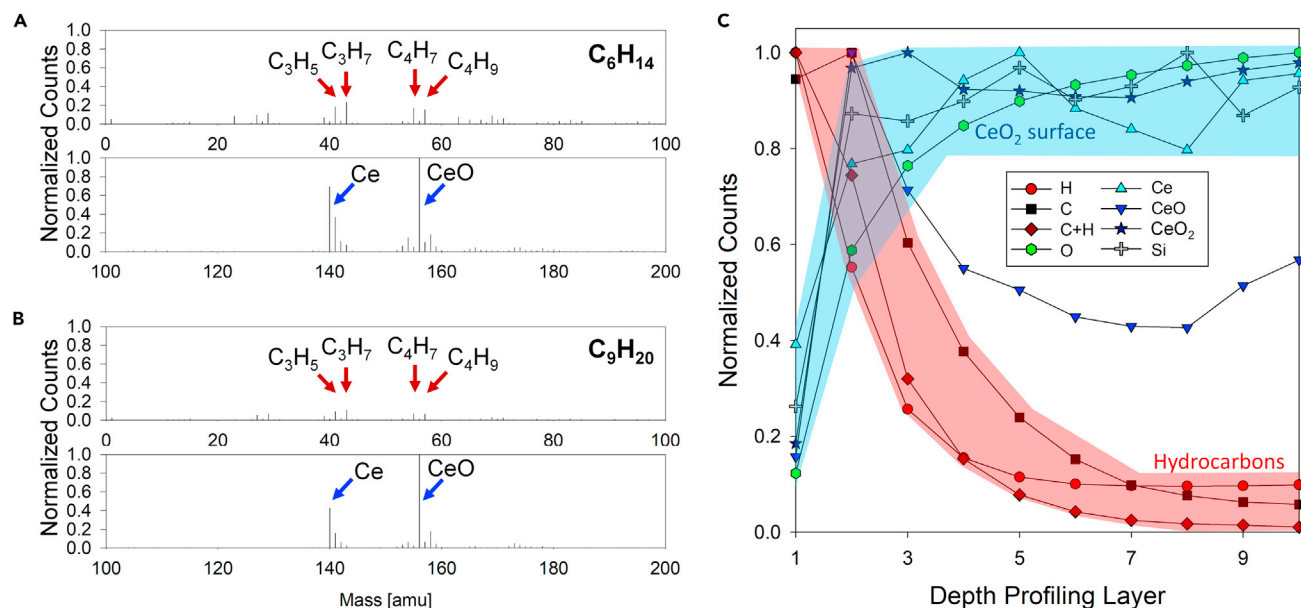 A
C₆H₁₄
C₃H₅ C₃H₇ C₄H₇ C₄H₉
Normalized Counts
1.0
0.8
0.6
0.4
0.2
0
0 20 40 60 80 100
Normalized Counts
1.0
0.8
0.6
0.4
0.2
0
Ce CeO
100 120 140 160 180 200
B
C₉H₂₀
C₃H₅ C₃H₇ C₄H₇ C₄H₉
Normalized Counts
1.0
0.8
0.6
0.4
0.2
0
0 20 40 60 80 100
Normalized Counts
1.0
0.8
0.6
0.4
0.2
0
Ce CeO
100 120 140 160 180 200
Mass [amu]
C
Normalized Counts
1.0
0.8
0.6
0.4
0.2
0.0
CeO₂ surface
H Ce
C CeO
C+H CeO₂
O Si
Hydrocarbons
1 3 5 7 9
Depth Profiling Layer